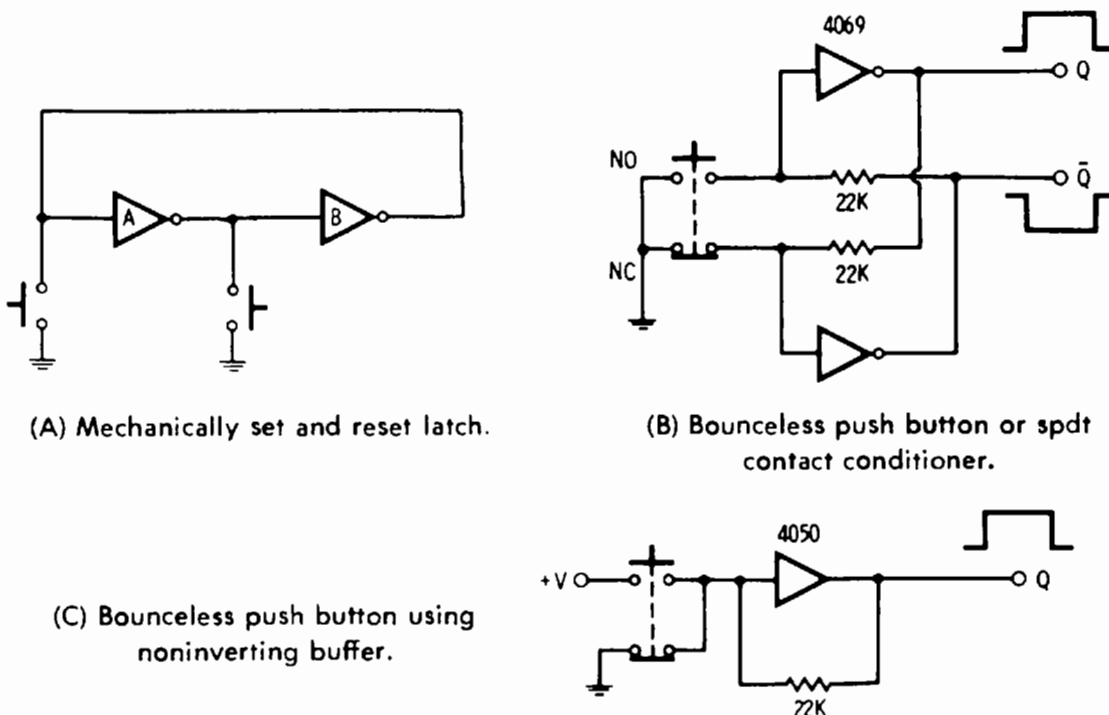 4069
Q
A
B
NO
22K
Q̄
NC
22K
(A) Mechanically set and reset latch.
(B) Bounceless push button or spdt
contact conditioner.
4050
+V
Q
(C) Bounceless push button using
noninverting buffer.
22K